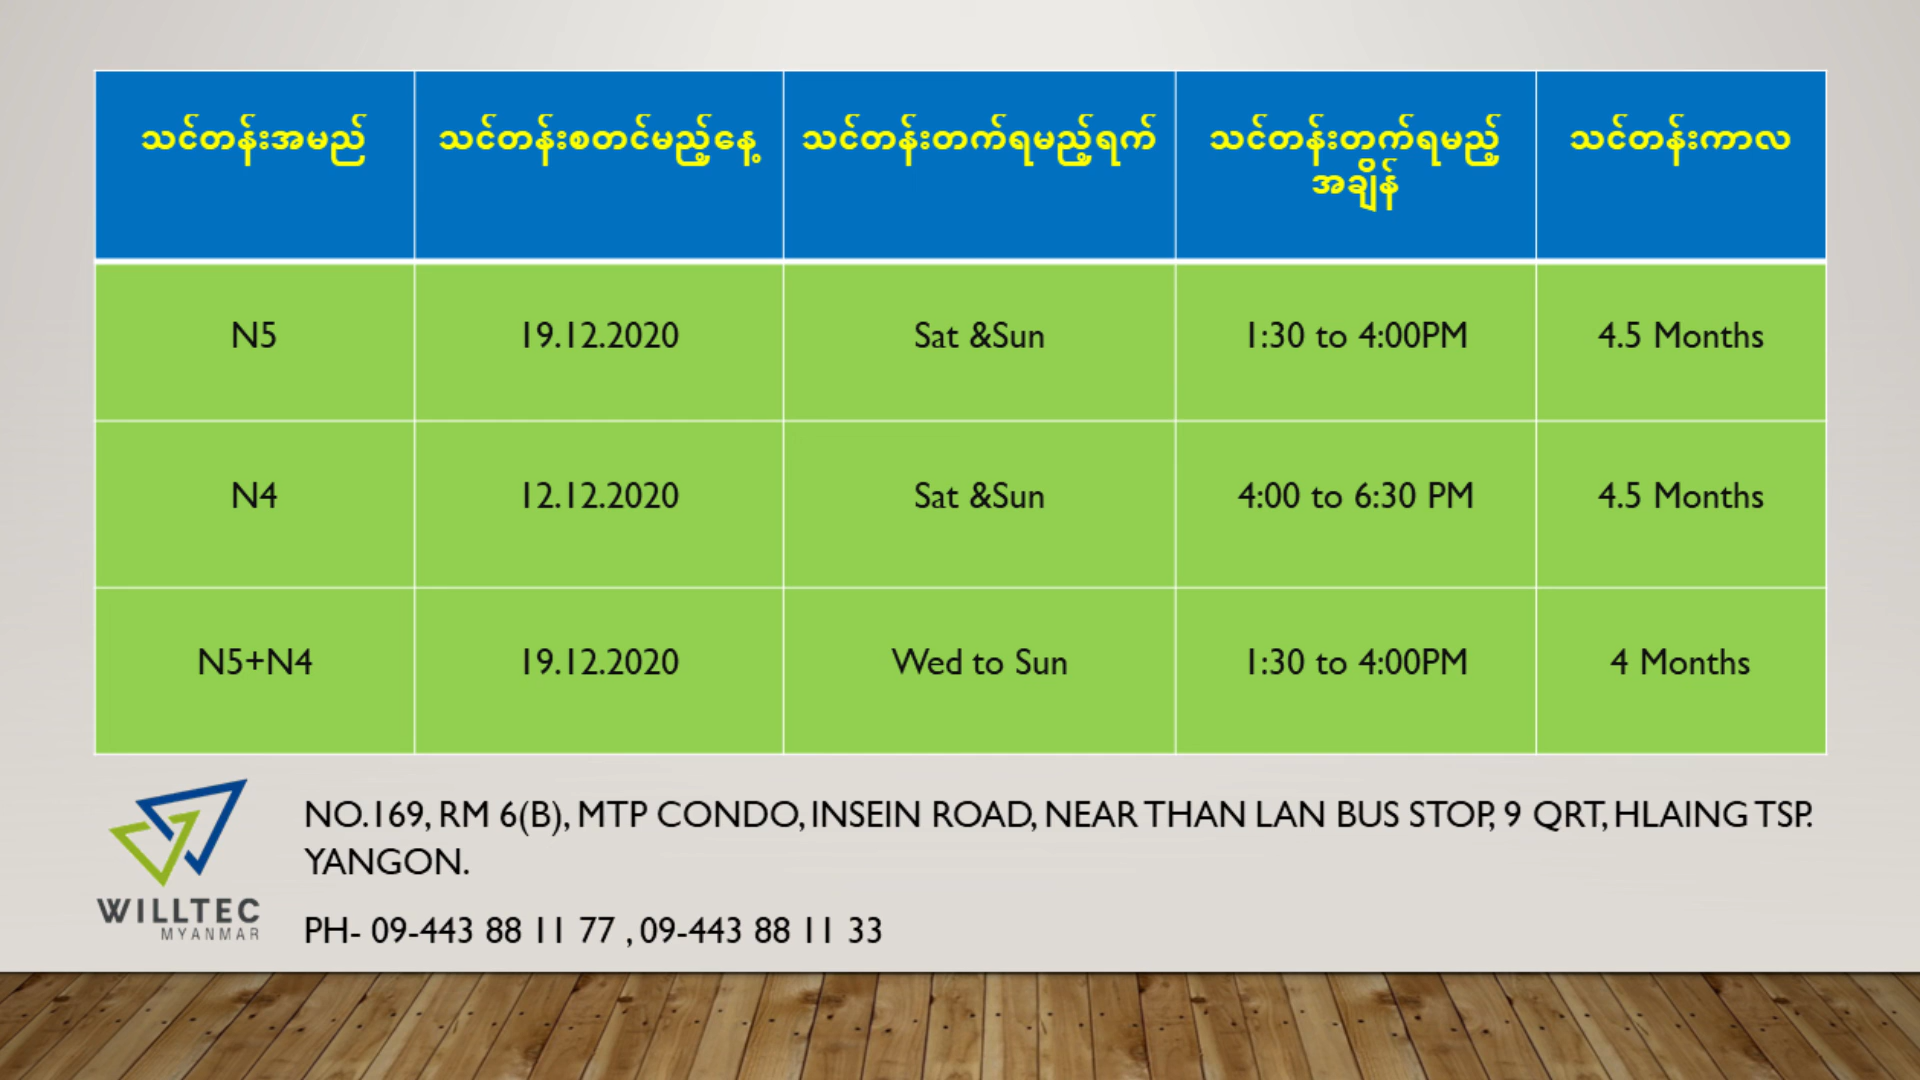 သင်တန်းအမည်
သင်တန်းစတင်မည့်နေ့
သင်တန်းတက်ရမည့်ရက်
သင်တန်းတက်ရမည့်
အချိန်
သင်တန်းကာလ
N5
19.12.2020
Sat &Sun
1:30 to 4:00PM
4.5 Months
N4
12.12.2020
Sat &Sun
4:00 to 6:30 PM
4.5 Months
N5+N4
19.12.2020
Wed to Sun
1:30 to 4:00PM
4 Months
WILLTEC
MYANMAR
NO.169, RM 6(B), MTP CONDO, INSEIN ROAD, NEAR THAN LAN BUS STOP, 9 QRT, HLAING TSP.
YANGON.
PH- 09-443 88 11 77 , 09-443 88 11 33